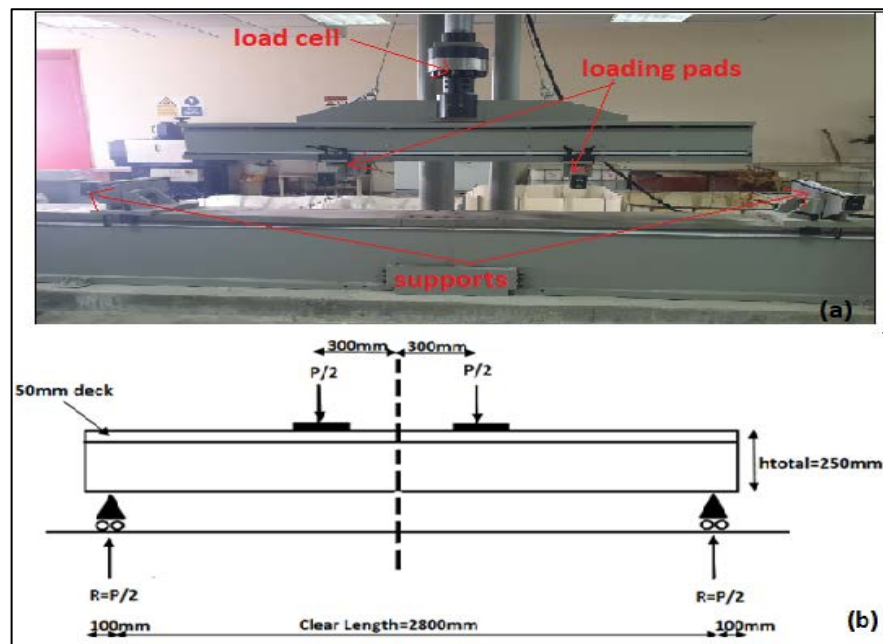 load cell
loading pads
supports
(a)
300mm 300mm
P/2 P/2
50mm deck
htotal=250mm
R=P/2 R=P/2
100mm Clear Length=2800mm 100mm
(b)